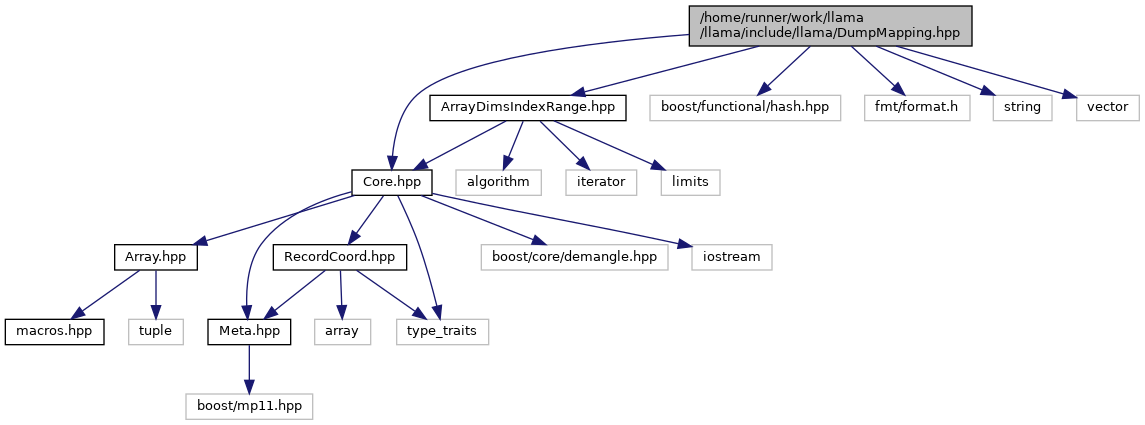 /home/runner/work/llama
/llama/include/llama/DumpMapping.hpp
ArrayDimsIndexRange.hpp
boost/functional/hash.hpp
fmt/format.h
string
vector
Core.hpp
algorithm
iterator
limits
Array.hpp
RecordCoord.hpp
boost/core/demangle.hpp
iostream
macros.hpp
tuple
Meta.hpp
array
type_traits
boost/mp11.hpp